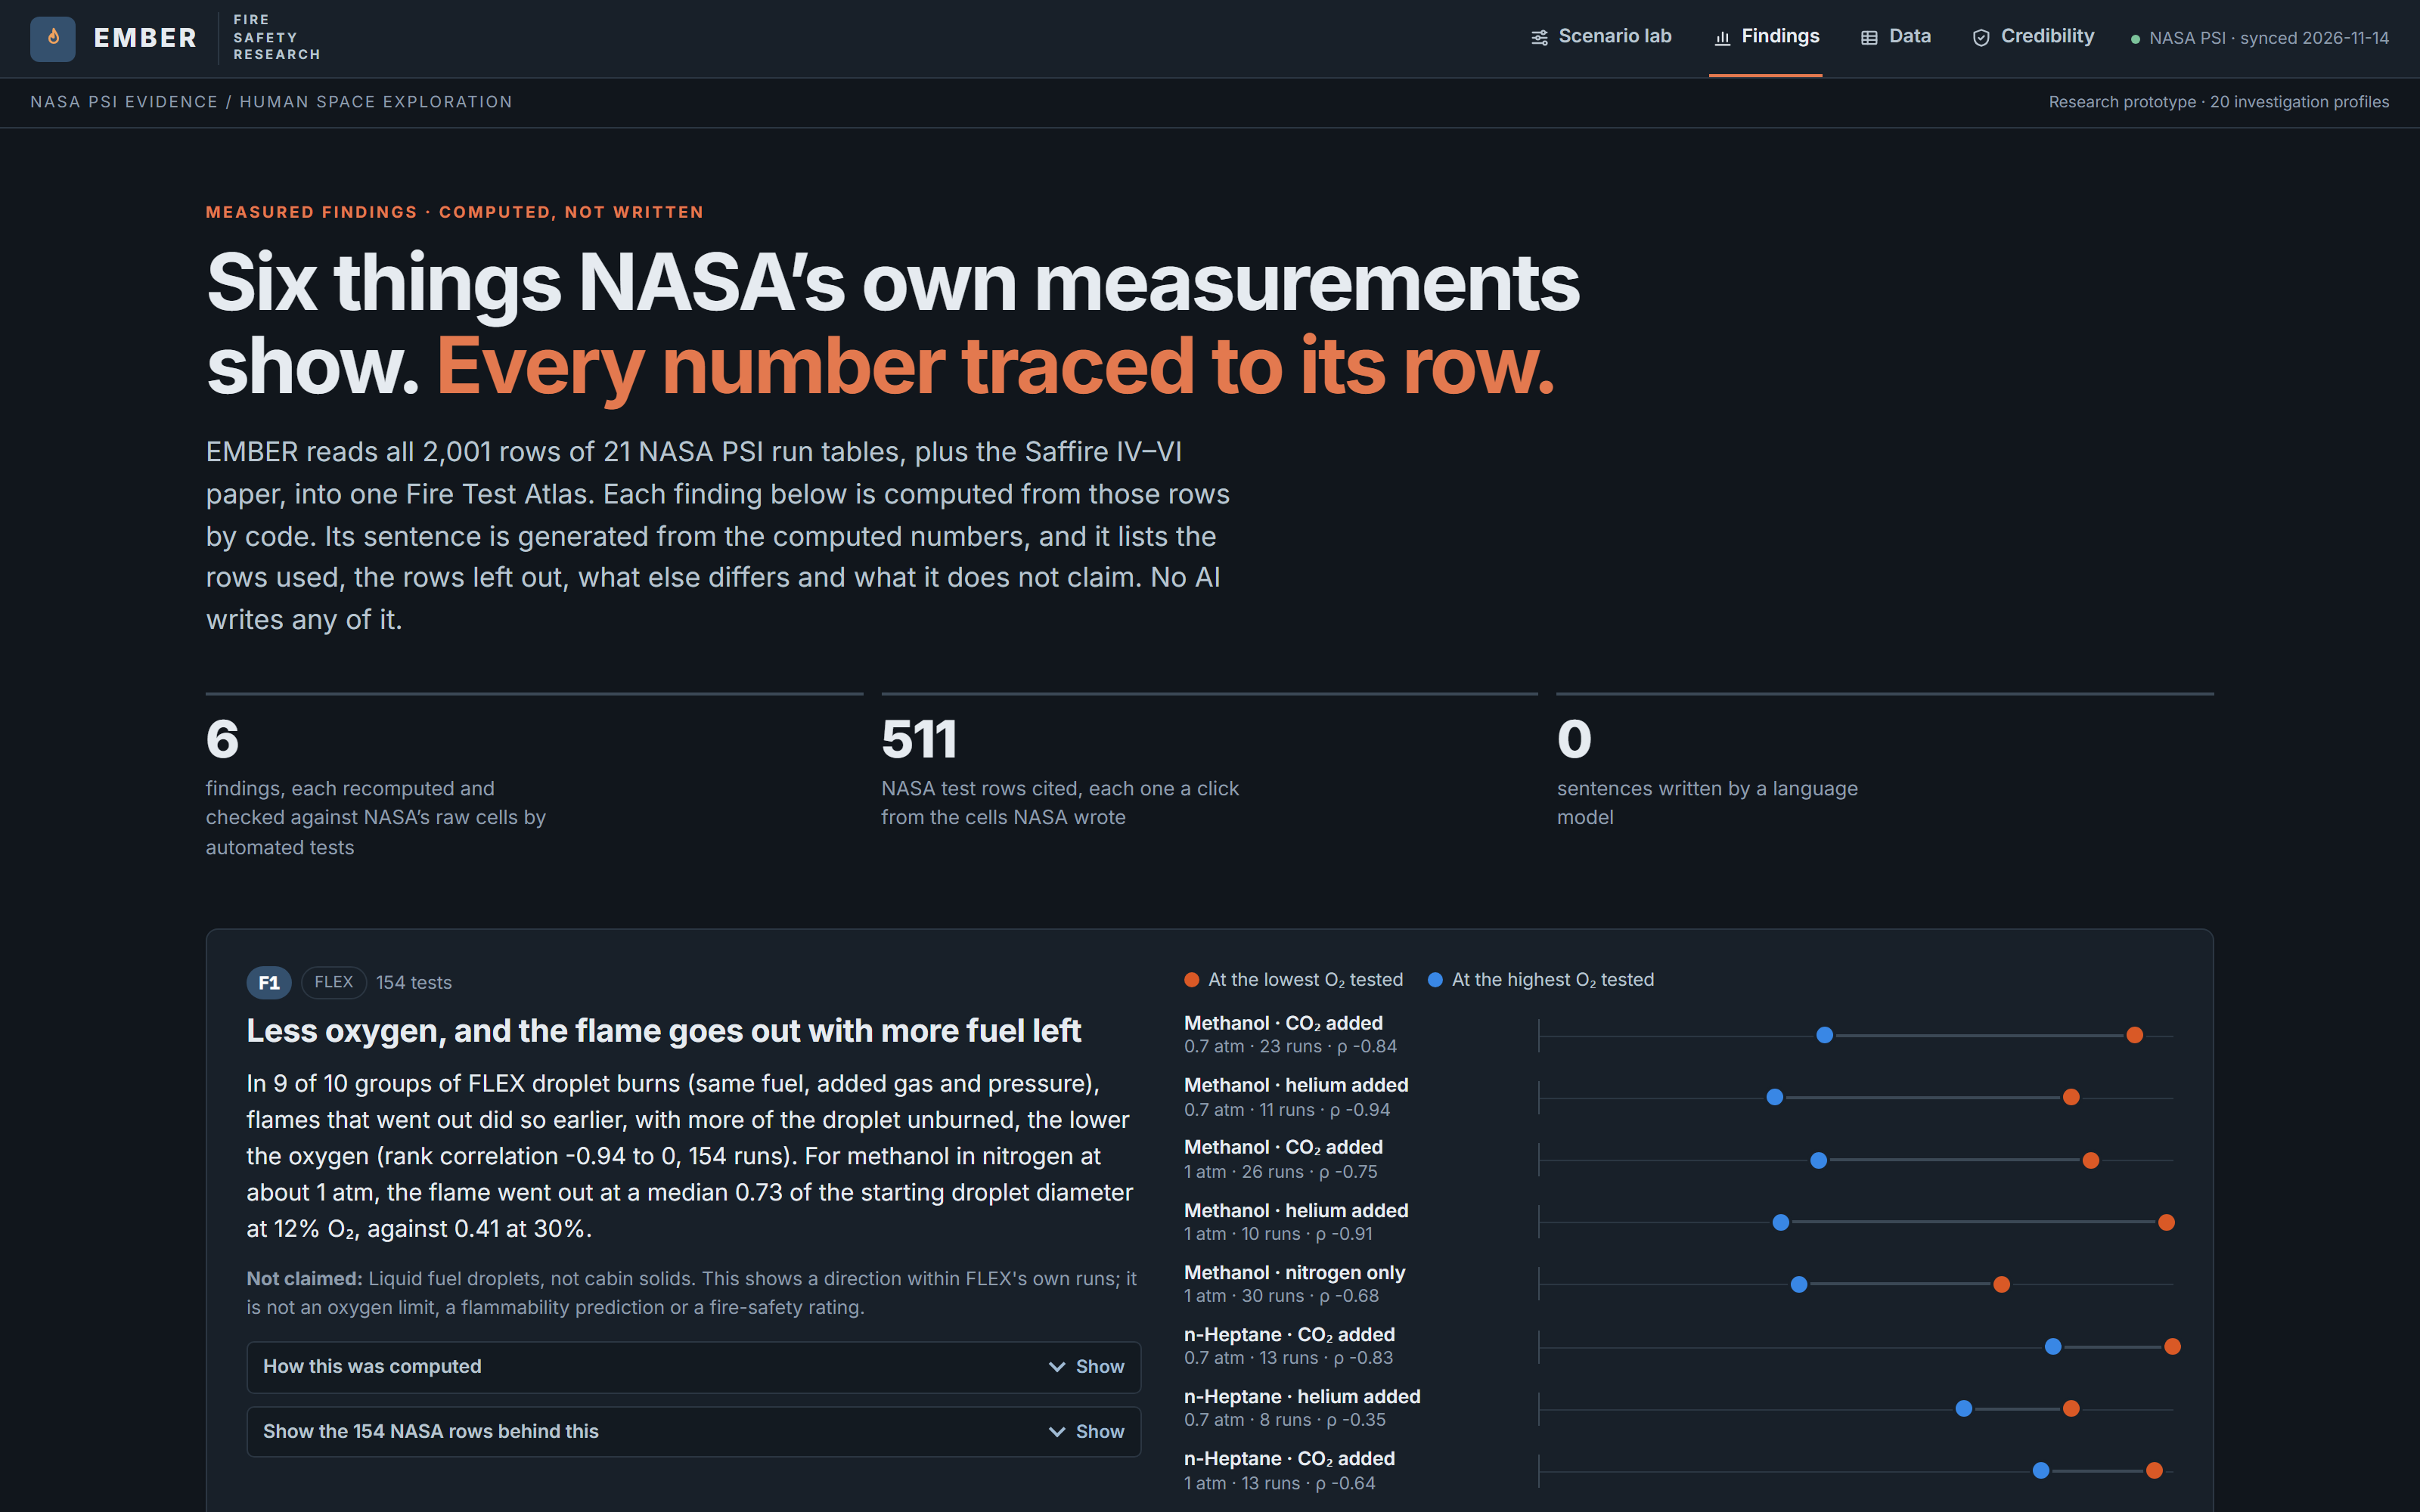 EMBER
FIRE
SAFETY
RESEARCH
Scenario lab
Findings
Data
Credibility
NASA PSI · synced 2026-11-14
NASA PSI EVIDENCE / HUMAN SPACE EXPLORATION
Research prototype · 20 investigation profiles
MEASURED FINDINGS · COMPUTED, NOT WRITTEN
Six things NASA’s own measurements
show. Every number traced to its row.
EMBER reads all 2,001 rows of 21 NASA PSI run tables, plus the Saffire IV–VI
paper, into one Fire Test Atlas. Each finding below is computed from those rows
by code. Its sentence is generated from the computed numbers, and it lists the
rows used, the rows left out, what else differs and what it does not claim. No AI
writes any of it.
6
findings, each recomputed and
checked against NASA’s raw cells by
automated tests
511
NASA test rows cited, each one a click
from the cells NASA wrote
0
sentences written by a language
model
F1
FLEX
154 tests
Less oxygen, and the flame goes out with more fuel left
In 9 of 10 groups of FLEX droplet burns (same fuel, added gas and pressure),
flames that went out did so earlier, with more of the droplet unburned, the lower
the oxygen (rank correlation -0.94 to 0, 154 runs). For methanol in nitrogen at
about 1 atm, the flame went out at a median 0.73 of the starting droplet diameter
at 12% O₂, against 0.41 at 30%.
Not claimed: Liquid fuel droplets, not cabin solids. This shows a direction within FLEX's own runs; it
is not an oxygen limit, a flammability prediction or a fire-safety rating.
How this was computed
Show
Show the 154 NASA rows behind this
Show
At the lowest O₂ tested
At the highest O₂ tested
Methanol · CO₂ added
0.7 atm · 23 runs · ρ -0.84
Methanol · helium added
0.7 atm · 11 runs · ρ -0.94
Methanol · CO₂ added
1 atm · 26 runs · ρ -0.75
Methanol · helium added
1 atm · 10 runs · ρ -0.91
Methanol · nitrogen only
1 atm · 30 runs · ρ -0.68
n-Heptane · CO₂ added
0.7 atm · 13 runs · ρ -0.83
n-Heptane · helium added
0.7 atm · 8 runs · ρ -0.35
n-Heptane · CO₂ added
1 atm · 13 runs · ρ -0.64